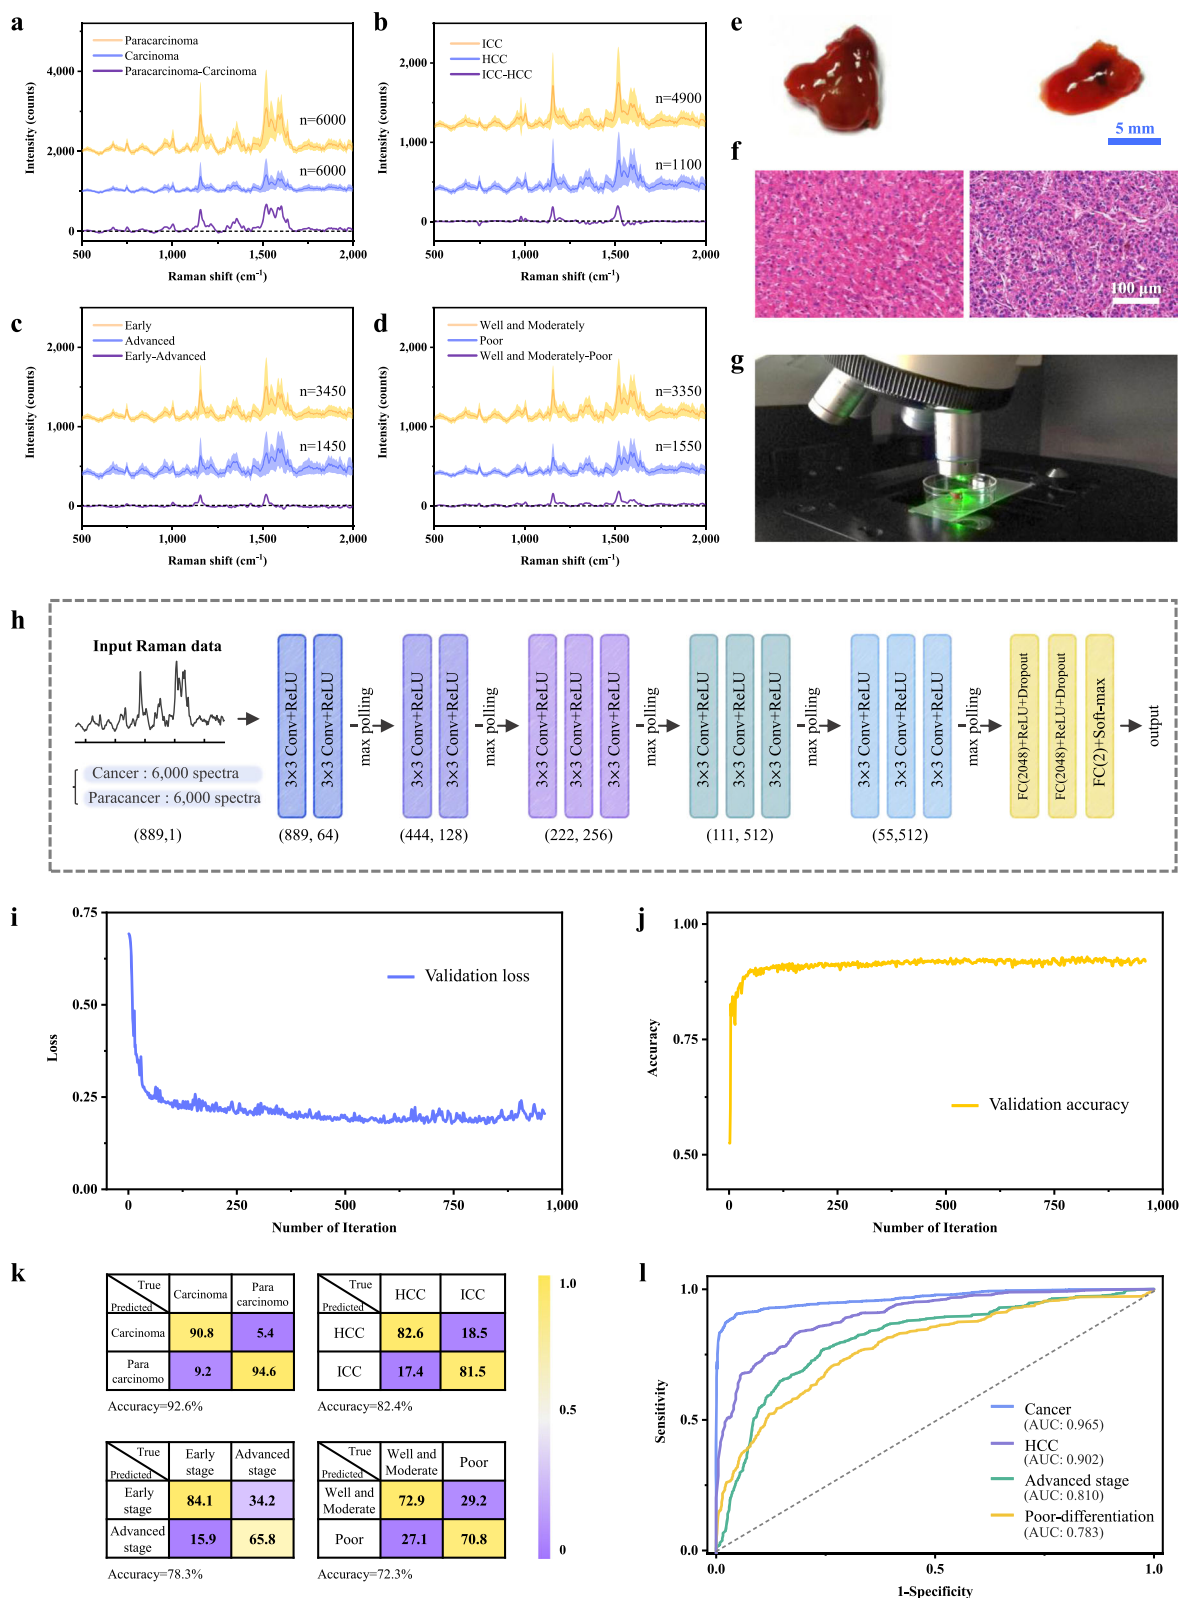 a
Paracarcinoma
Carcinoma
Paracarcinoma-Carcinoma
4,000
2,000
0
n=6000
n=6000
Intensity (counts)
500
1,000
1,500
2,000
Raman shift (cm⁻¹)
b
ICC
HCC
ICC-HCC
2,000
1,000
0
n=4900
n=1100
Intensity (counts)
500
1,000
1,500
2,000
Raman shift (cm⁻¹)
c
Early
Advanced
Early-Advanced
2,000
1,000
0
n=3450
n=1450
Intensity (counts)
500
1,000
1,500
2,000
Raman shift (cm⁻¹)
d
Well and Moderately
Poor
Well and Moderately-Poor
2,000
1,000
0
n=3350
n=1550
Intensity (counts)
500
1,000
1,500
2,000
Raman shift (cm⁻¹)
e
5 mm
f
100 μm
g
h
Input Raman data
Cancer : 6,000 spectra
Paracancer : 6,000 spectra
(889,1)
3×3 Conv+ReLU
3×3 Conv+ReLU
(889, 64)
max polling
3×3 Conv+ReLU
3×3 Conv+ReLU
(444, 128)
max polling
3×3 Conv+ReLU
3×3 Conv+ReLU
3×3 Conv+ReLU
(222, 256)
max polling
3×3 Conv+ReLU
3×3 Conv+ReLU
3×3 Conv+ReLU
(111, 512)
max polling
3×3 Conv+ReLU
3×3 Conv+ReLU
3×3 Conv+ReLU
(55,512)
max polling
FC(2048)+ReLU+Dropout
FC(2048)+ReLU+Dropout
FC(2)+Soft-max
output
i
0.75
0.50
0.25
0.00
Loss
Validation loss
0
250
500
750
1,000
Number of Iteration
j
1.00
0.75
0.50
Accuracy
Validation accuracy
0
250
500
750
1,000
Number of Iteration
k
True
Predicted
Carcinoma
Para
carcinomo
Carcinoma
90.8
5.4
Para
carcinomo
9.2
94.6
Accuracy=92.6%
True
Predicted
HCC
ICC
HCC
82.6
18.5
ICC
17.4
81.5
Accuracy=82.4%
True
Predicted
Early
stage
Advanced
stage
Early
stage
84.1
34.2
Advanced
stage
15.9
65.8
Accuracy=78.3%
True
Predicted
Well and
Moderate
Poor
Well and
Moderate
72.9
29.2
Poor
27.1
70.8
Accuracy=72.3%
1.0
0.5
0
l
1.0
0.5
0.0
Sensitivity
Cancer
(AUC: 0.965)
HCC
(AUC: 0.902)
Advanced stage
(AUC: 0.810)
Poor-differentiation
(AUC: 0.783)
0.0
0.5
1.0
1-Specificity